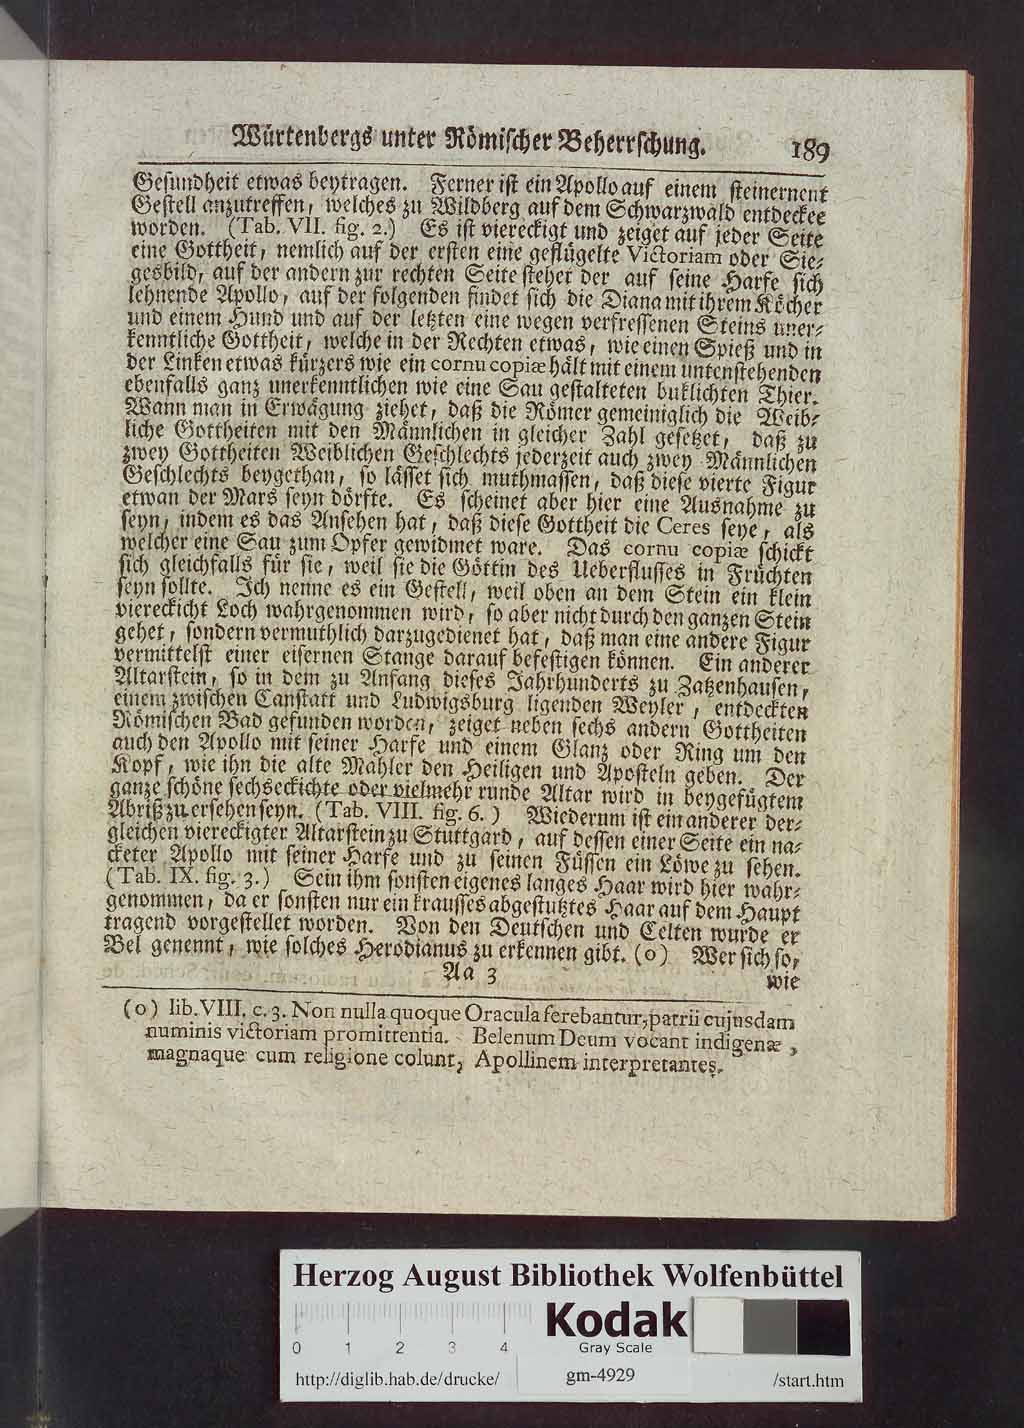 Würtenbergs unter Römischer Beherrschung. 189
Gesundheit etwas beytragen. Ferner ist ein Apollo auf einem steinernent
Gestell anzutreffen, welches zu Wildberg auf dem Schwarzwald entdecket
worden. (Tab. VII. fig. 2.) Es ist viereckigt und zeiget auf jeder Seite
eine Gottheit, nemlich auf der ersten eine geflügelte Victoriam oder Sie-
gesbild, auf der andern zur rechten Seite stehet der auf seine Harfe sich
lehnende Apollo, auf der folgenden findet sich die Diana mit ihrem Köcher
und einem Hund und auf der letzten eine wegen verfressenen Steins uner-
kenntliche Gottheit, welche in der Rechten etwas, wie einen Spieß und in
der Linken etwas kürzers wie ein cornu copiæ hält mit einem untenstehenden
ebenfalls ganz unerkenntlichen wie eine Sau gestalteten buklichten Thier.
Wann man in Erwägung ziehet, daß die Römer gemeiniglich die Weib-
liche Gottheiten mit den Männlichen in gleicher Zahl gesetzet, daß zu
zwey Gottheiten Weiblichen Geschlechts jederzeit auch zwey Männlichen
Geschlechts beygethan, so lässet sich muthmassen, daß diese vierte Figur
etwan der Mars seyn dörfte. Es scheinet aber hier eine Ausnahme zu
seyn, indem es das Ansehen hat, daß diese Gottheit die Ceres seye, als
welcher eine Sau zum Opfer gewidmet ware. Das cornu copiæ schickt
sich gleichfalls für sie, weil sie die Göttin des Ueberflusses in Früchten
seyn sollte. Ich nenne es ein Gestell, weil oben an dem Stein ein klein
viereckicht Loch wahrgenommen wird, so aber nicht durch den ganzen Stein
gehet, sondern vermuthlich darzugedienet hat, daß man eine andere Figur
vermittelst einer eisernen Stange darauf befestigen können. Ein anderer
Altarstein, so in dem zu Anfang dieses Jahrhunderts zu Zatzenhausen,
einem zwischen Canstatt und Ludwigsburg ligenden Weyler, entdeckten
Römischen Bad gefunden worden, zeiget neben sechs andern Gottheiten
auch den Apollo mit seiner Harfe und einem Glanz oder Ring um den
Kopf, wie ihn die alte Mahler den Heiligen und Aposteln geben. Der
ganze schöne sechseckichte oder vielmehr runde Altar wird in beygefügtem
Abriß zu ersehen seyn. (Tab. VIII. fig. 6.) Wiederum ist ein anderer der-
gleichen viereckigter Altarstein zu Stuttgard, auf dessen einer Seite ein na-
cketer Apollo mit seiner Harfe und zu seinen Füssen ein Löwe zu sehen.
(Tab. IX. fig. 3.) Sein ihm sonsten eigenes langes Haar wird hier wahr-
genommen, da er sonsten nur ein krausses abgestutztes Haar auf dem Haupt
tragend vorgestellet worden. Von den Deutschen und Celten wurde er
Bel genennt, wie solches Herodianus zu erkennen gibt. (o) Wer sich so,
Aa 3 wie
(o) lib. VIII. c. 3. Non nulla quoque Oracula ferebantur, patrii cujusdam
numinis victoriam promittentia. Belenum Deum vocant indigenæ,
magnaque cum religione colunt, Apollinem interpretantes.
Herzog August Bibliothek Wolfenbüttel
Kodak
Gray Scale
0 1 2 3 4
http://diglib.hab.de/drucke/ gm-4929 /start.htm